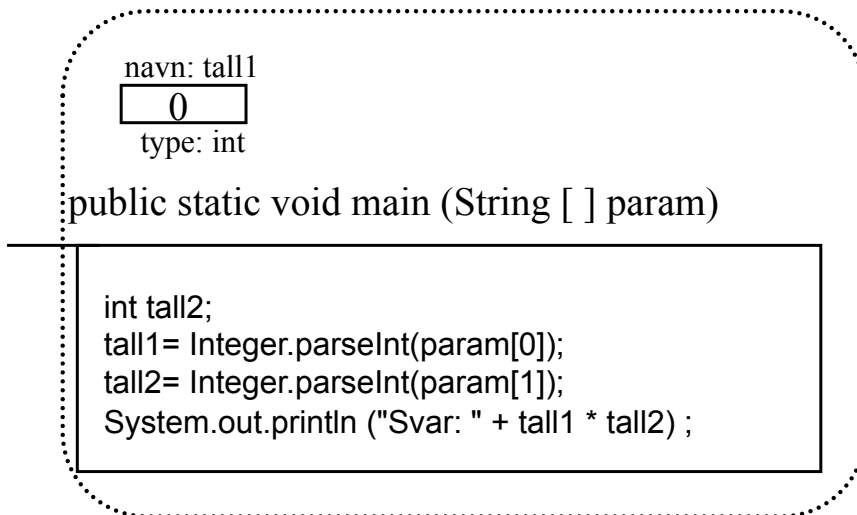 navn: tall1
0
type: int
public static void main (String [ ] param)
int tall2;
tall1= Integer.parseInt(param[0]);
tall2= Integer.parseInt(param[1]);
System.out.println ("Svar: " + tall1 * tall2) ;